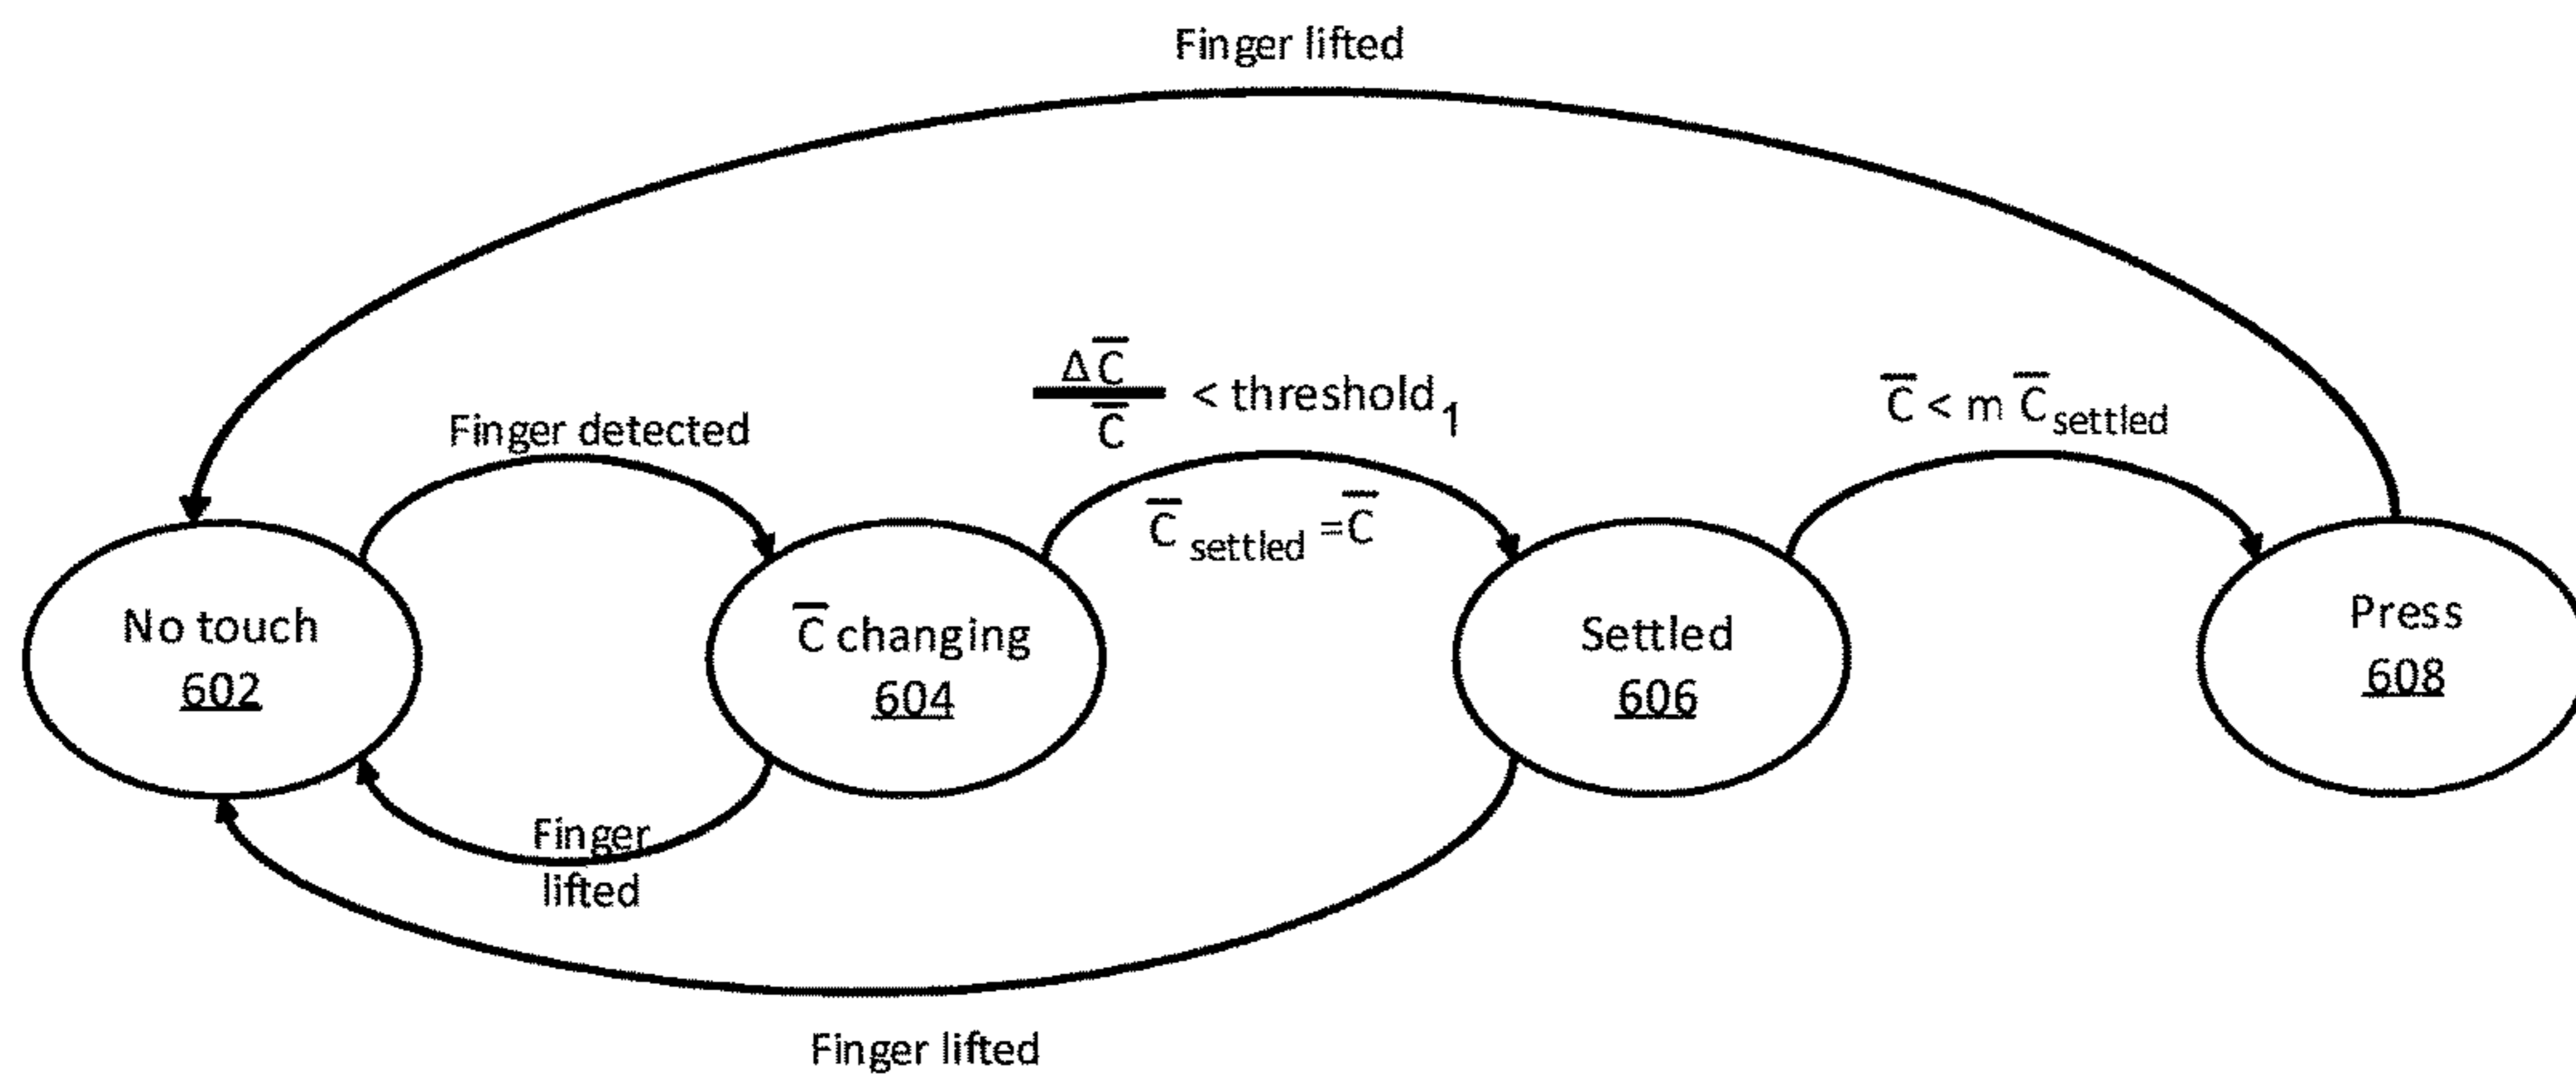 Finger lifted
ΔC̅
C̅
< threshold1
C̅ < m C̅settled
Finger detected
C̅settled =C̅
No touch
602
C̅ changing
604
Settled
606
Press
608
Finger
lifted
Finger lifted